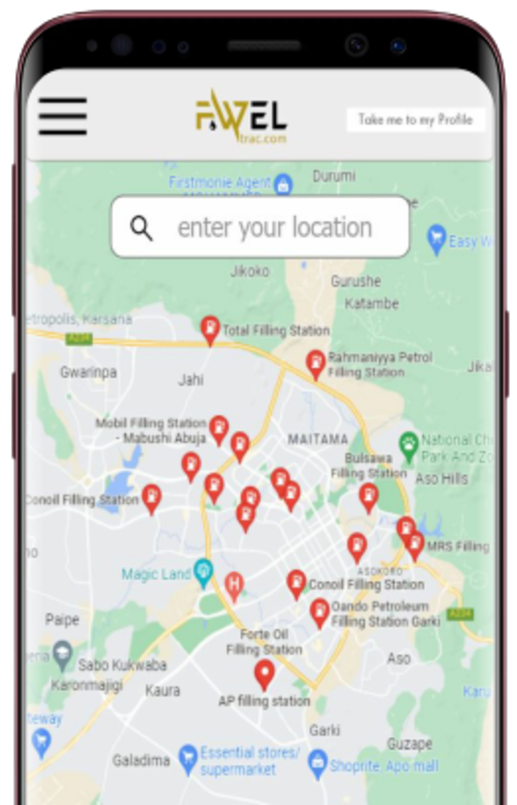 FWEL
trac.com
Take me to my Profile
Firstmonie Agent
Durumi
enter your location
Easy W
Jikoko
Gurushe
Katambe
etropolis, Karsana
A234
Total Filling Station
Rahmaniyya Petrol
Filling Station
Gwarinpa
Jahi
Jika
Mobil Filling Station
- Mabushi Abuja
MAITAMA
National Ch
Park And Zo
Bulsawa
Filling Station
Aso Hills
Conoil Filling Station
MRS Filling
ASOKORO
Magic Land
H
Conoil Filling Station
Oando Petroleum
Filling Station Garki
A234
Paipe
Forte Oil
Filling Station
Sabo Kukwaba
Aso
Karonmajigi
Kaura
AP filling station
Karu
teway
Garki
Guzape
Galadima
Essential stores/
supermarket
Shoprite, Apo mall